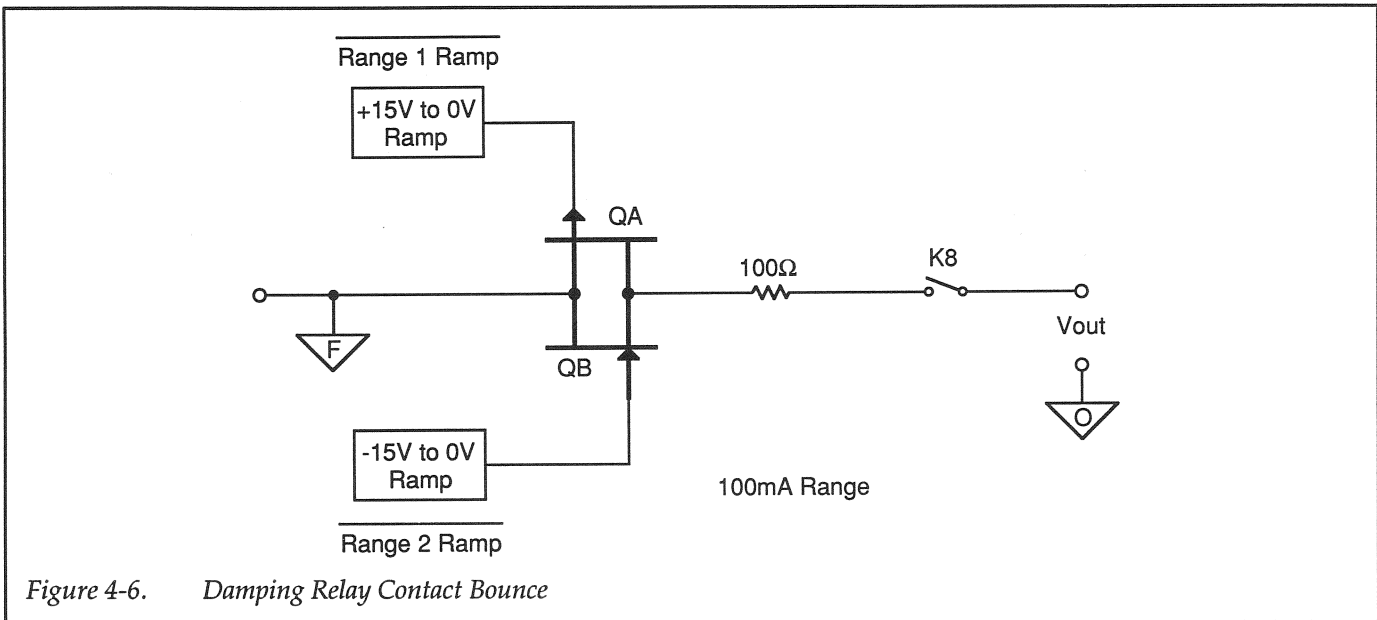 Range 1 Ramp
+15V to 0V
Ramp
QA
100Ω
K8
F
Vout
QB
O
-15V to 0V
Ramp
100mA Range
Range 2 Ramp
Figure 4-6. Damping Relay Contact Bounce